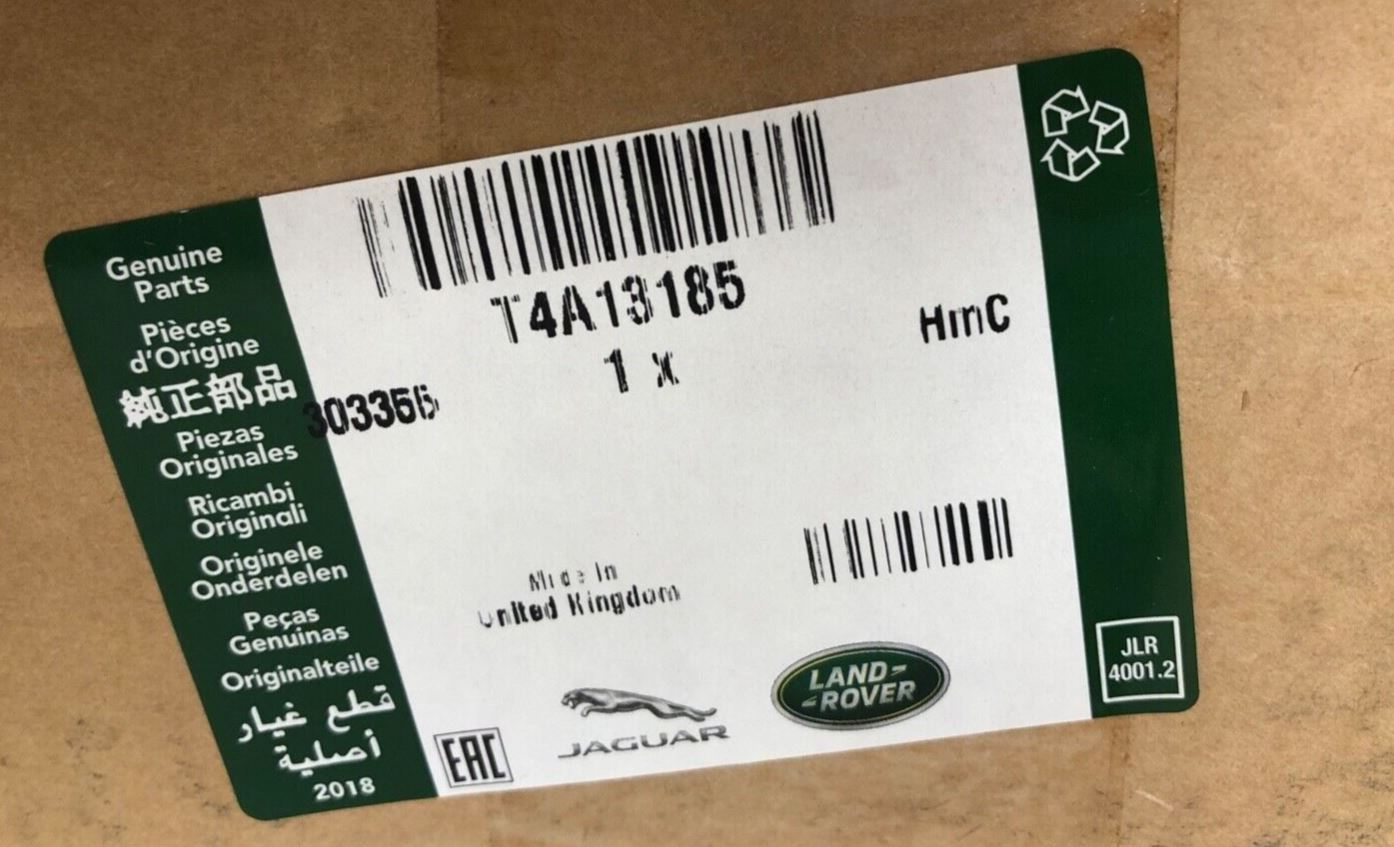 Genuine
Parts
Pièces
d'Origine
純正部品
Piezas
Originales
Ricambi
Originali
Originele
Onderdelen
Peças
Genuinas
Originalteile
قطع غيار
أصلية
2018
T4A13185
1 x
HmC
303356
Made In
United Kingdom
EAC
JAGUAR
LAND
ROVER
JLR
4001.2